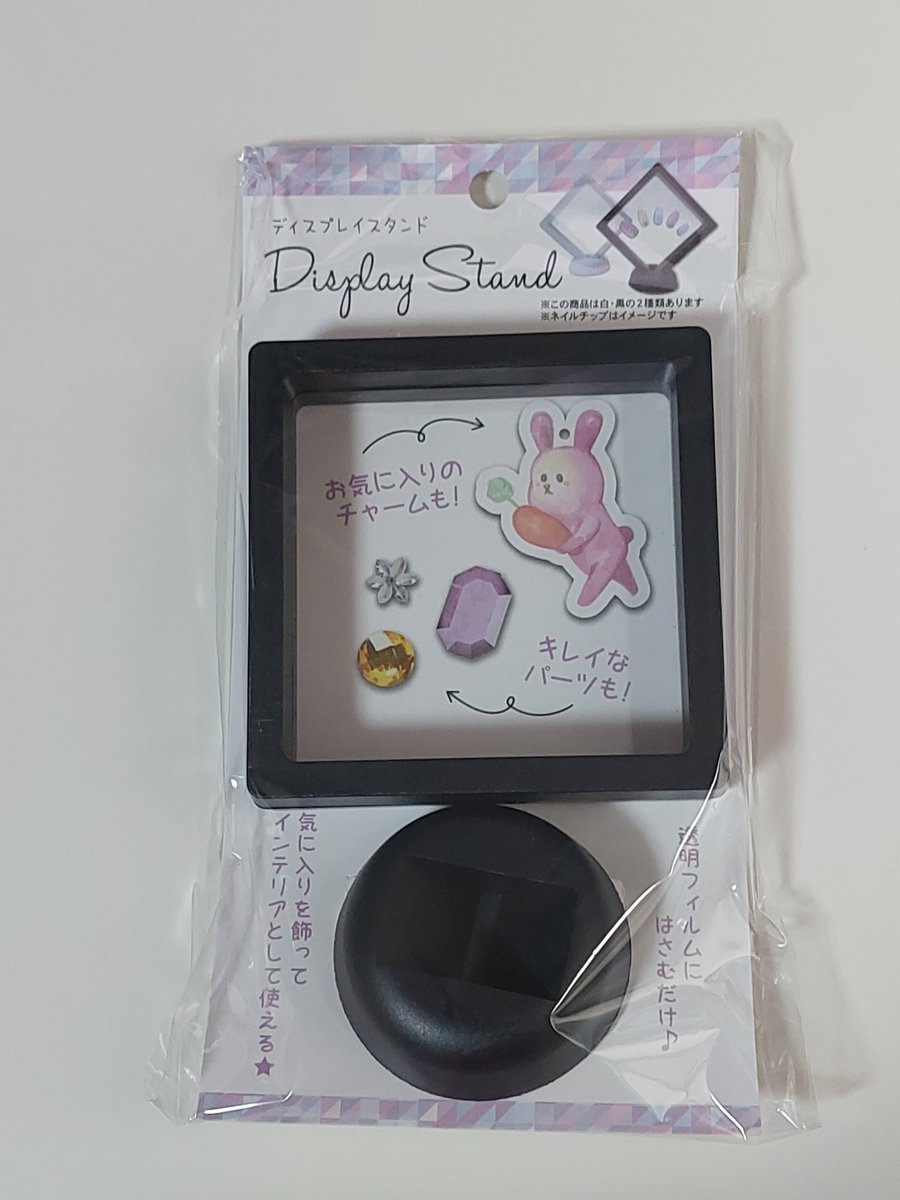 ディスプレイスタンド
Display Stand
※この商品は白・黒の2種類あります
※ネイルチップはイメージです
お気に入りの
チャームも!
キレイな
パーツも!
透明フィルムに
はさむだけ♪
気に入りを飾って
インテリアとして使える★